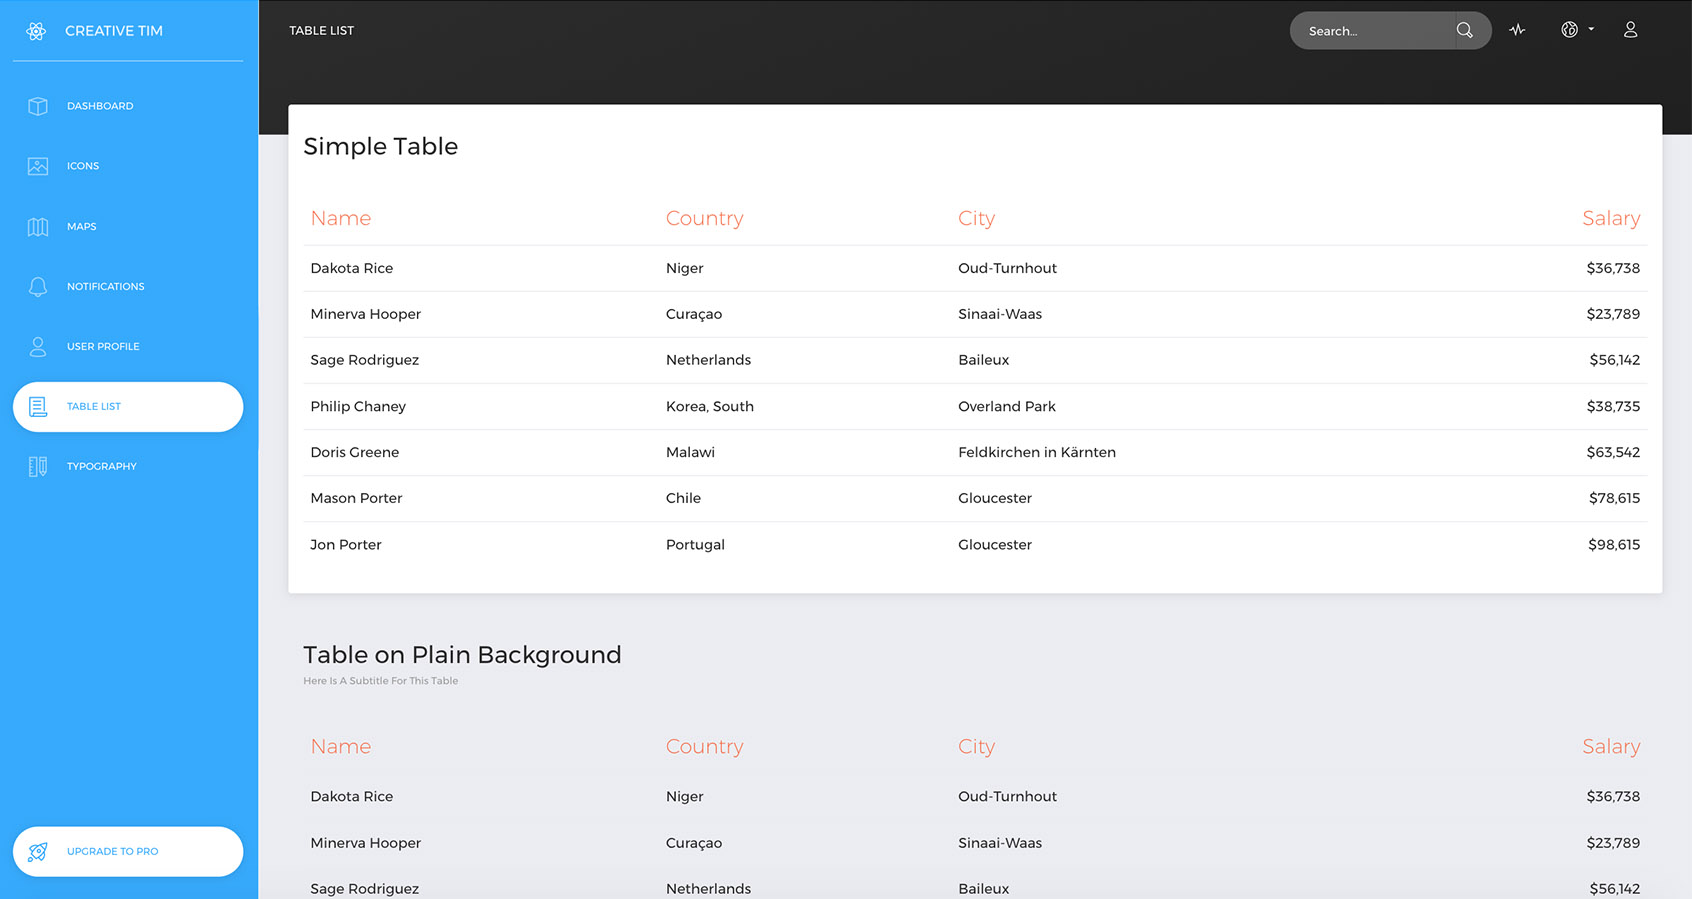 CREATIVE TIM
DASHBOARD
ICONS
MAPS
NOTIFICATIONS
USER PROFILE
TABLE LIST
TYPOGRAPHY
UPGRADE TO PRO
TABLE LIST
Search...
Simple Table
Name Country City Salary
Dakota Rice Niger Oud-Turnhout $36,738
Minerva Hooper Curaçao Sinaai-Waas $23,789
Sage Rodriguez Netherlands Baileux $56,142
Philip Chaney Korea, South Overland Park $38,735
Doris Greene Malawi Feldkirchen in Kärnten $63,542
Mason Porter Chile Gloucester $78,615
Jon Porter Portugal Gloucester $98,615
Table on Plain Background
Here Is A Subtitle For This Table
Name Country City Salary
Dakota Rice Niger Oud-Turnhout $36,738
Minerva Hooper Curaçao Sinaai-Waas $23,789
Sage Rodriguez Netherlands Baileux $56,142